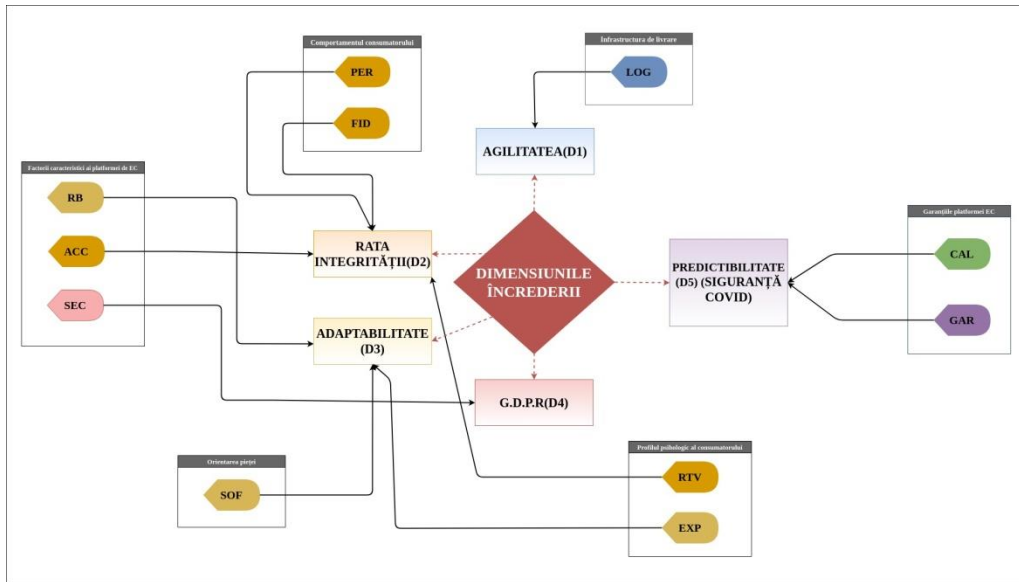 Comportamentul consumatorului
PER
FID
Infrastructura de livrare
LOG
AGILITATEA(D1)
Factorii caracteristici ai platformei de EC
RB
ACC
SEC
RATA
INTEGRITĂȚII(D2)
DIMENSIUNILE
ÎNCREDERII
PREDICTIBILITATE
(D5) (SIGURANȚĂ
COVID)
Garanțiile platformei EC
CAL
GAR
ADAPTABILITATE
(D3)
G.D.P.R(D4)
Orientarea pieței
SOF
Profilul psihologic al consumatorului
RTV
EXP